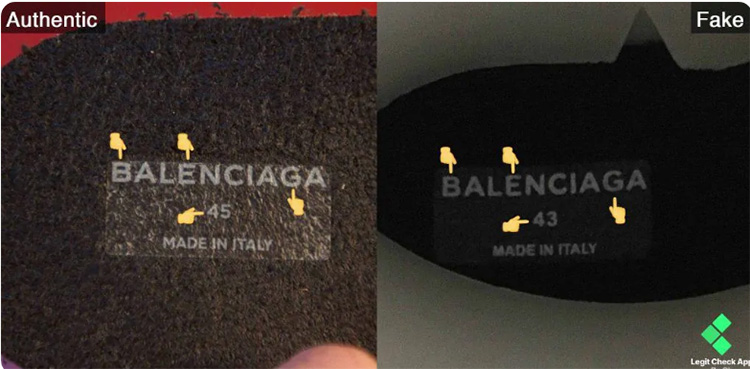 Authentic
BALENCIAGA
45
MADE IN ITALY
Fake
BALENCIAGA
43
MADE IN ITALY
Legit Check App